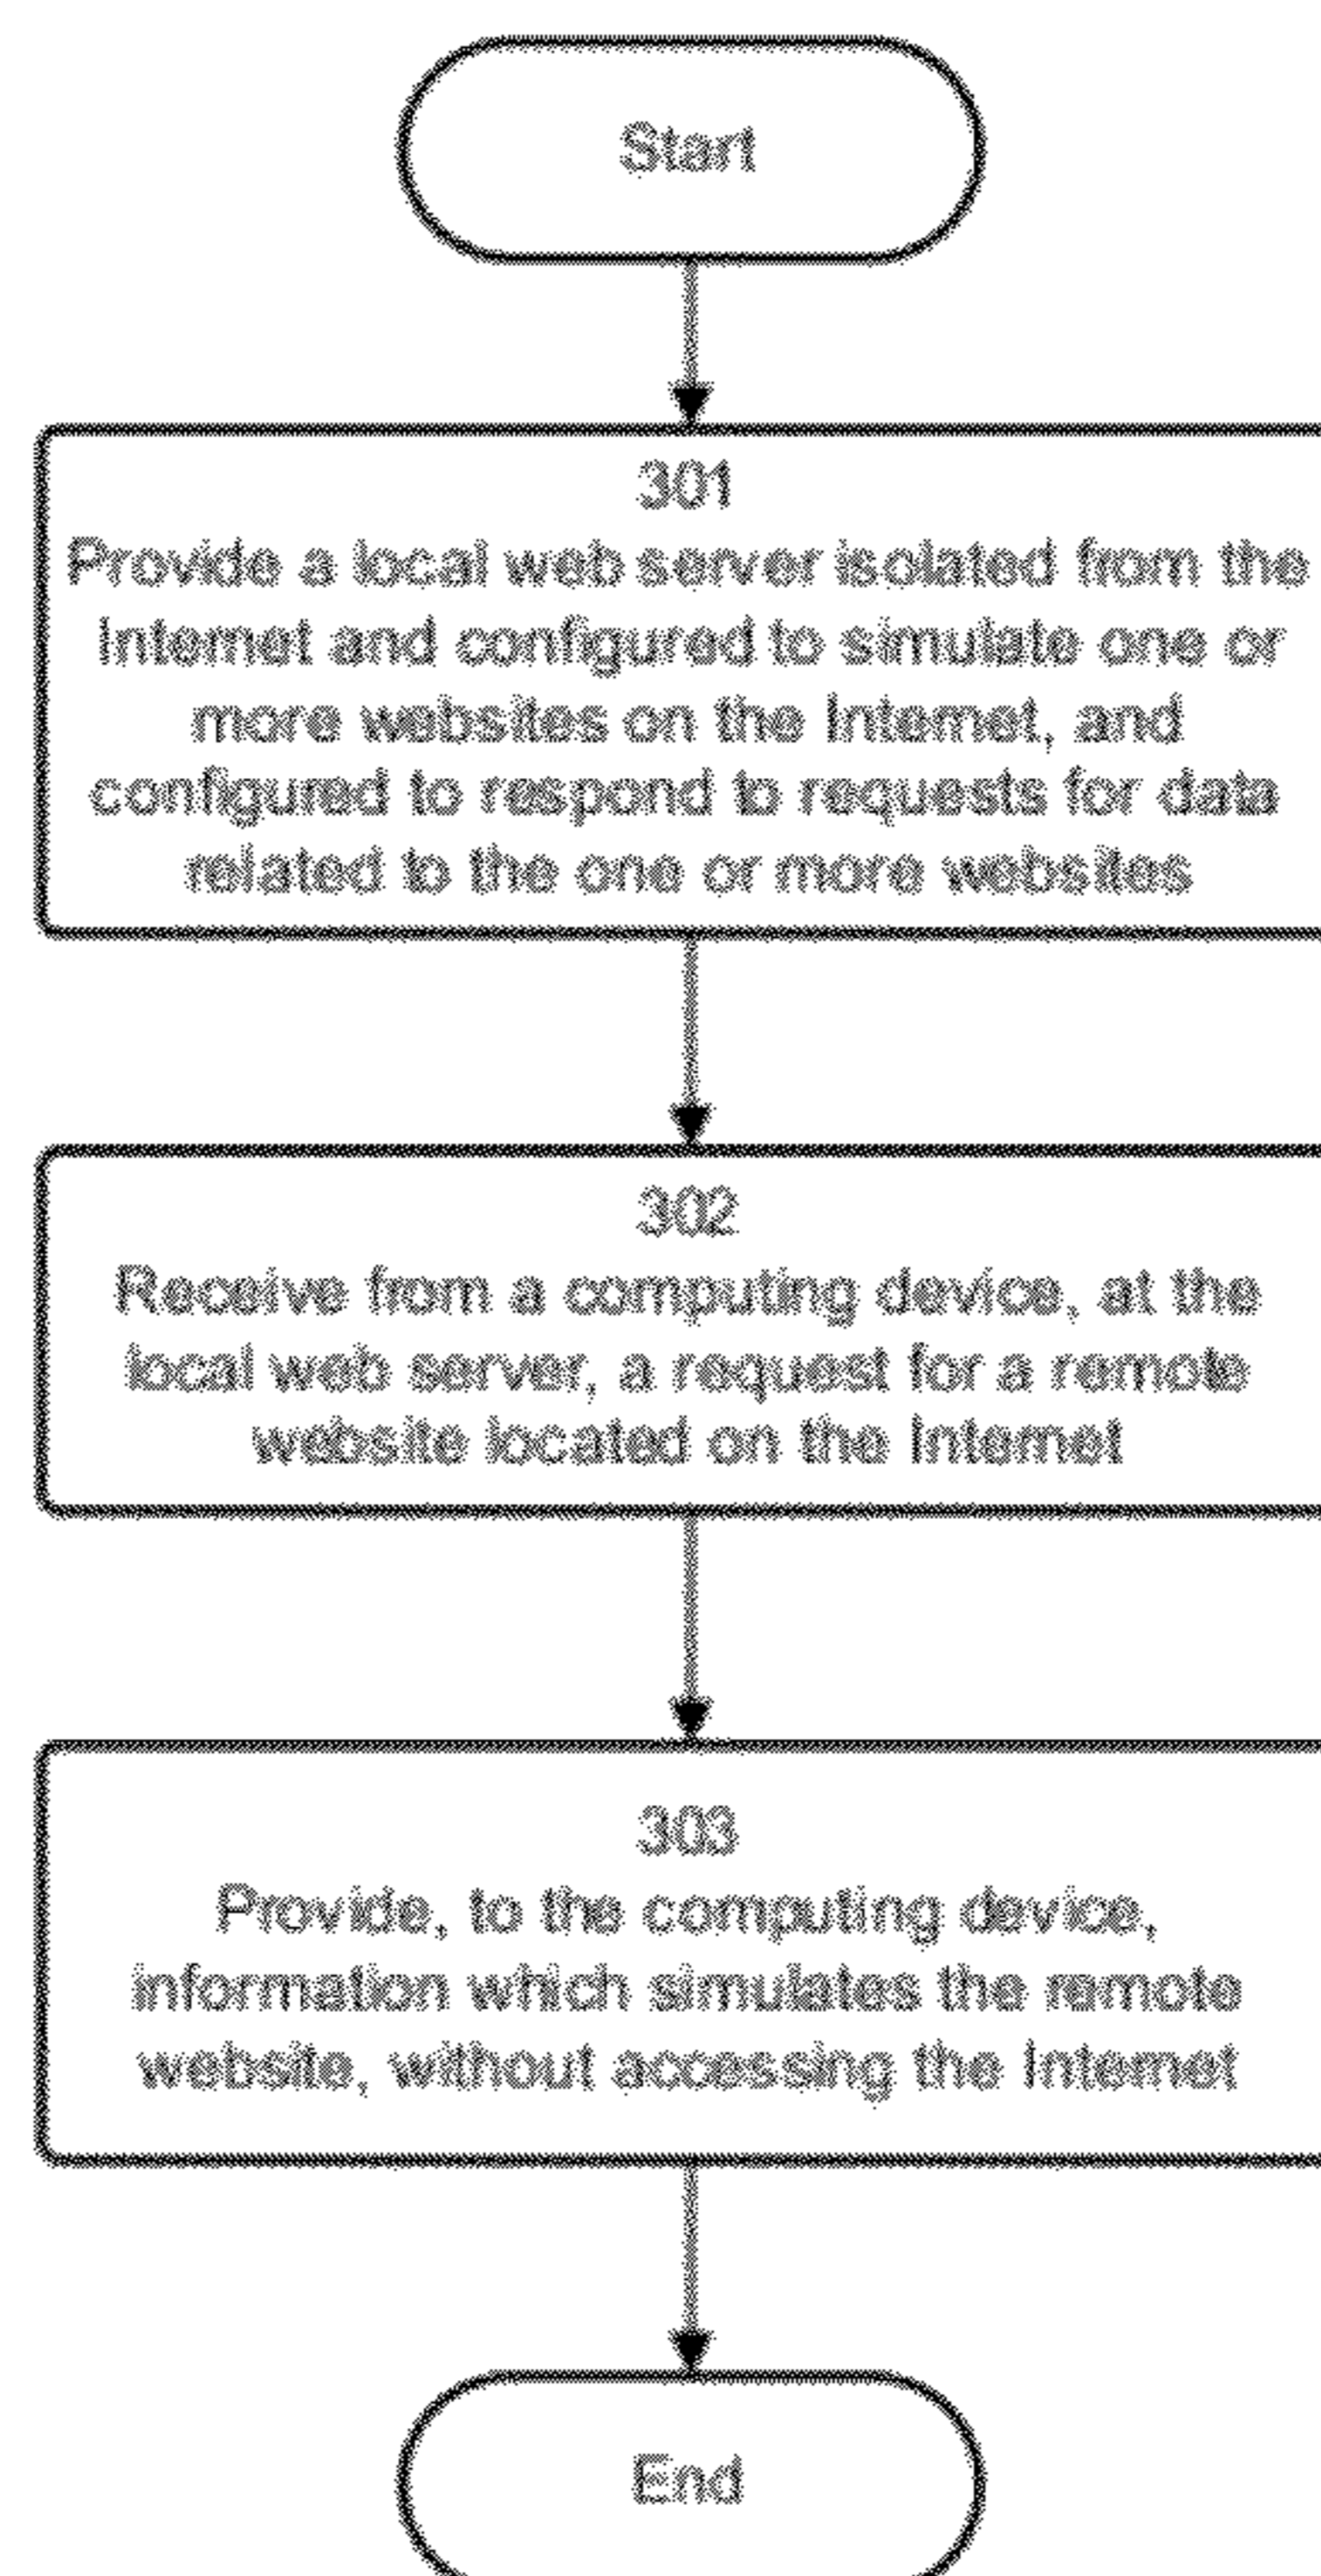 Start
301
Provide a local web server isolated from the
Internet and configured to simulate one or
more websites on the Internet, and
configured to respond to requests for data
related to the one or more websites
302
Receive from a computing device, at the
local web server, a request for a remote
website located on the Internet
303
Provide, to the computing device,
information which simulates the remote
website, without accessing the Internet
End